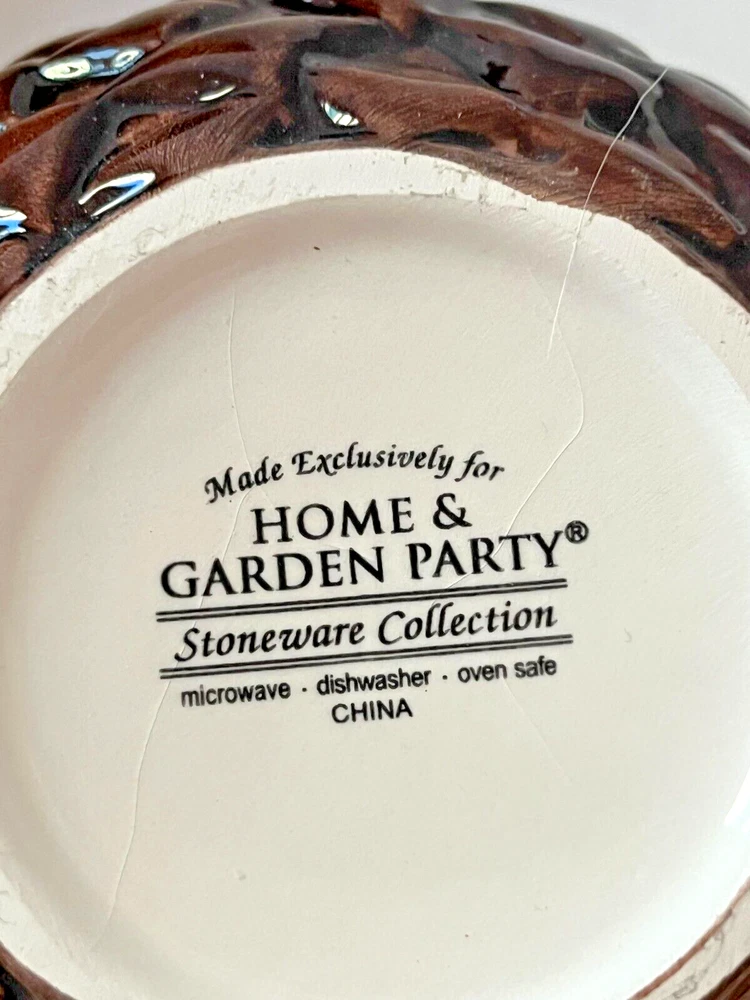 Made Exclusively for
HOME &
GARDEN PARTY®
Stoneware Collection
microwave · dishwasher · oven safe
CHINA